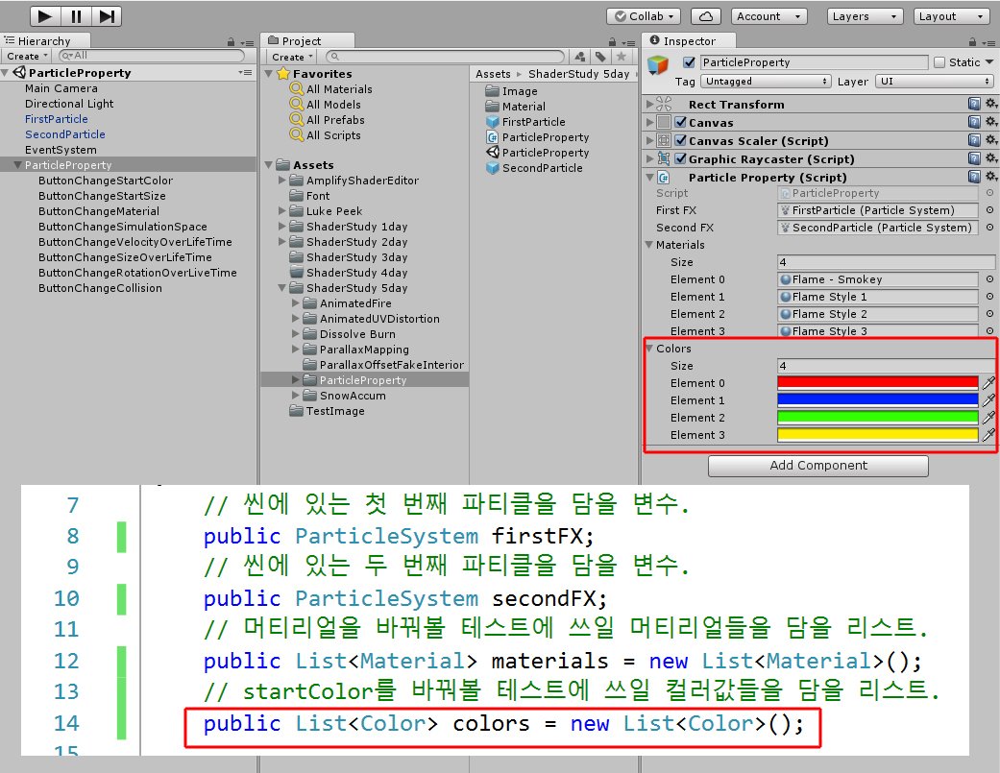 Collab
Account
Layers
Layout
Hierarchy
Create
All
ParticleProperty
Main Camera
Directional Light
FirstParticle
SecondParticle
EventSystem
ParticleProperty
ButtonChangeStartColor
ButtonChangeStartSize
ButtonChangeMaterial
ButtonChangeSimulationSpace
ButtonChangeVelocityOverLifeTime
ButtonChangeSizeOverLifeTime
ButtonChangeRotationOverLiveTime
ButtonChangeCollision
Project
Create
Favorites
All Materials
All Models
All Prefabs
All Scripts
Assets
AmplifyShaderEditor
Font
Luke Peek
ShaderStudy 1day
ShaderStudy 2day
ShaderStudy 3day
ShaderStudy 4day
ShaderStudy 5day
AnimatedFire
AnimatedUVDistortion
Dissolve Burn
ParallaxMapping
ParallaxOffsetFakeInterior
ParticleProperty
SnowAccum
TestImage
Assets ▸ ShaderStudy 5day
Image
Material
FirstParticle
ParticleProperty
ParticleProperty
SecondParticle
Inspector
ParticleProperty Static
Tag Untagged Layer UI
Rect Transform
Canvas
Canvas Scaler (Script)
Graphic Raycaster (Script)
Particle Property (Script)
Script ParticleProperty
First FX FirstParticle (Particle System)
Second FX SecondParticle (Particle System)
Materials
Size 4
Element 0 Flame - Smokey
Element 1 Flame Style 1
Element 2 Flame Style 2
Element 3 Flame Style 3
Colors
Size 4
Element 0
Element 1
Element 2
Element 3
Add Component
7 // 씬에 있는 첫 번째 파티클을 담을 변수.
8 public ParticleSystem firstFX;
9 // 씬에 있는 두 번째 파티클을 담을 변수.
10 public ParticleSystem secondFX;
11 // 머티리얼을 바꿔볼 테스트에 쓰일 머티리얼들을 담을 리스트.
12 public List<Material> materials = new List<Material>();
13 // startColor를 바꿔볼 테스트에 쓰일 컬러값들을 담을 리스트.
14 public List<Color> colors = new List<Color>();
15